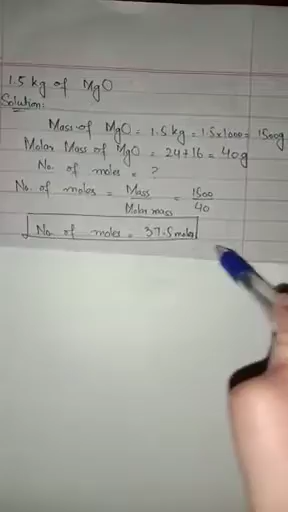 1.5 kg of MgO
Solution:
Mass of MgO = 1.5 kg = 1.5x1000 = 1500g
Molar Mass of MgO = 24+16 = 40g
No. of moles = ?
No. of moles = Mass / Molar mass = 1500 / 40
No. of moles = 37.5 moles